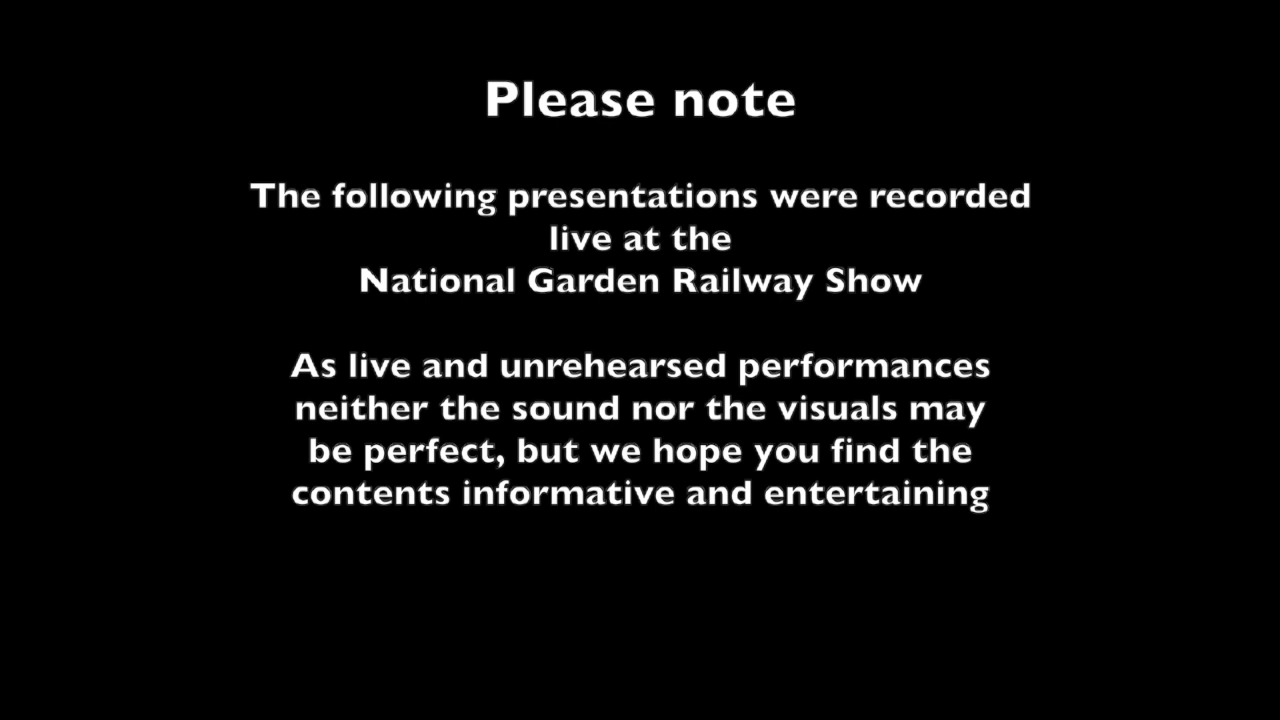 Please note
The following presentations were recorded
live at the
National Garden Railway Show
As live and unrehearsed performances
neither the sound nor the visuals may
be perfect, but we hope you find the
contents informative and entertaining